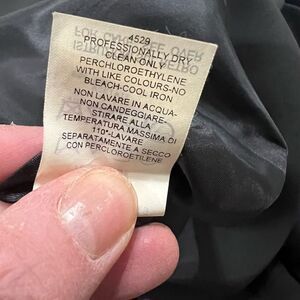 4529
PROFESSIONALLY DRY
CLEAN ONLY
PERCHLOROETHYLENE
WITH LIKE COLOURS-NO
BLEACH-COOL IRON
NON LAVARE IN ACQUA-
NON CANDEGGIARE-
STIRARE ALLA
TEMPERATURA MASSIMA DI
110°-LAVARE
SEPARATAMENTE A SECCO
CON PERCLOROETILENE